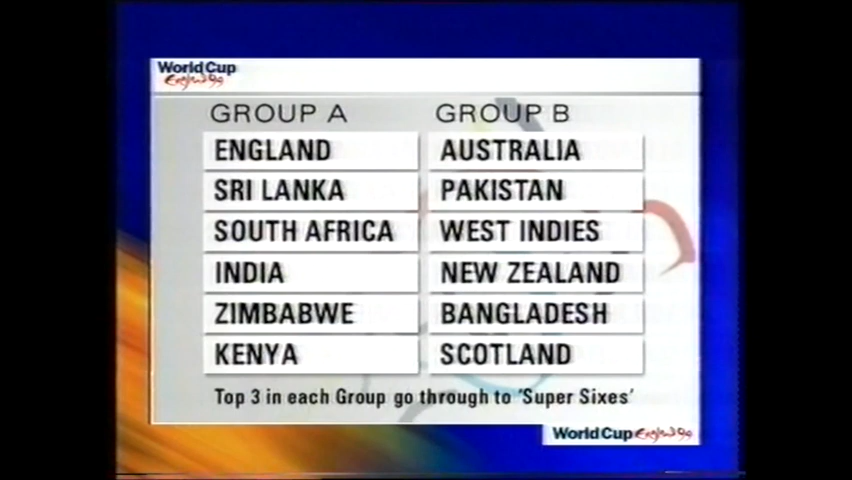 World Cup
England 99
GROUP A
GROUP B
ENGLAND
AUSTRALIA
SRI LANKA
PAKISTAN
SOUTH AFRICA
WEST INDIES
INDIA
NEW ZEALAND
ZIMBABWE
BANGLADESH
KENYA
SCOTLAND
Top 3 in each Group go through to 'Super Sixes'
World Cup England 99